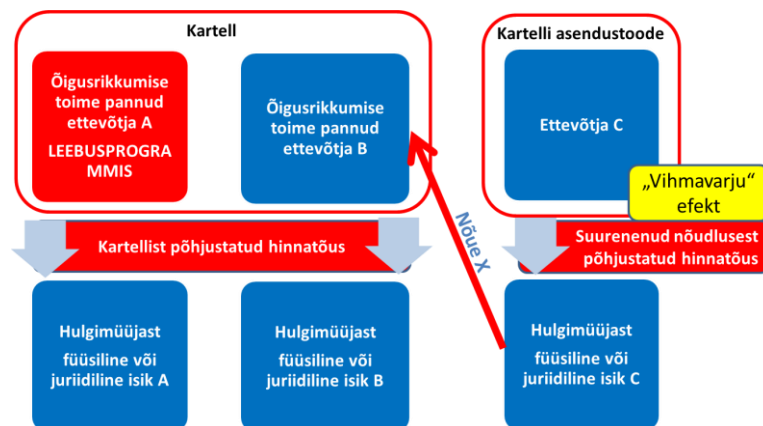 Kartell
Kartelli asendustoode
Õigusrikkumise
toime pannud
ettevõtja A
LEEBUSPROGRA
MMIS
Õigusrikkumise
toime pannud
ettevõtja B
Ettevõtja C
„Vihmavarju“
efekt
Kartellist põhjustatud hinnatõus
Nõue X
Suurenenud nõudlusest
põhjustatud hinnatõus
Hulgimüüjast
füüsiline või
juriidiline isik A
Hulgimüüjast
füüsiline või
juriidiline isik B
Hulgimüüjast
füüsiline või
juriidiline isik C